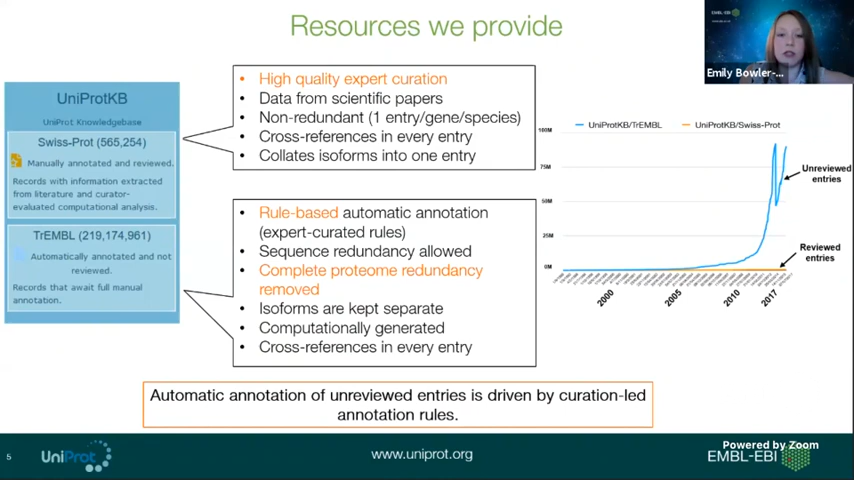 Resources we provide
EMBL-EBI
Emily Bowler-...
UniProtKB
UniProt Knowledgebase
Swiss-Prot (565,254)
Manually annotated and reviewed.
Records with information extracted
from literature and curator-
evaluated computational analysis.
TrEMBL (219,174,961)
Automatically annotated and not
reviewed.
Records that await full manual
annotation.
• High quality expert curation
• Data from scientific papers
• Non-redundant (1 entry/gene/species)
• Cross-references in every entry
• Collates isoforms into one entry
• Rule-based automatic annotation
(expert-curated rules)
• Sequence redundancy allowed
• Complete proteome redundancy
removed
• Isoforms are kept separate
• Computationally generated
• Cross-references in every entry
UniProtKB/TrEMBL
UniProtKB/Swiss-Prot
100M
75M
50M
25M
0M
Unreviewed
entries
Reviewed
entries
2000
2005
2010
2017
Automatic annotation of unreviewed entries is driven by curation-led
annotation rules.
5
UniProt
www.uniprot.org
Powered by Zoom
EMBL-EBI